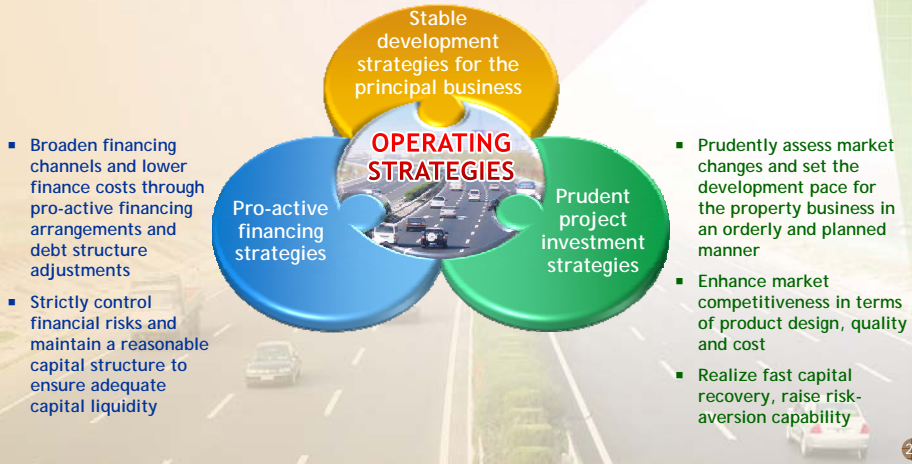 Stable
development
strategies for the
principal business
OPERATING
STRATEGIES
Pro-active
financing
strategies
Prudent
project
investment
strategies
▪ Broaden financing
channels and lower
finance costs through
pro-active financing
arrangements and
debt structure
adjustments
▪ Strictly control
financial risks and
maintain a reasonable
capital structure to
ensure adequate
capital liquidity
▪ Prudently assess market
changes and set the
development pace for
the property business in
an orderly and planned
manner
▪ Enhance market
competitiveness in terms
of product design, quality
and cost
▪ Realize fast capital
recovery, raise risk-
aversion capability